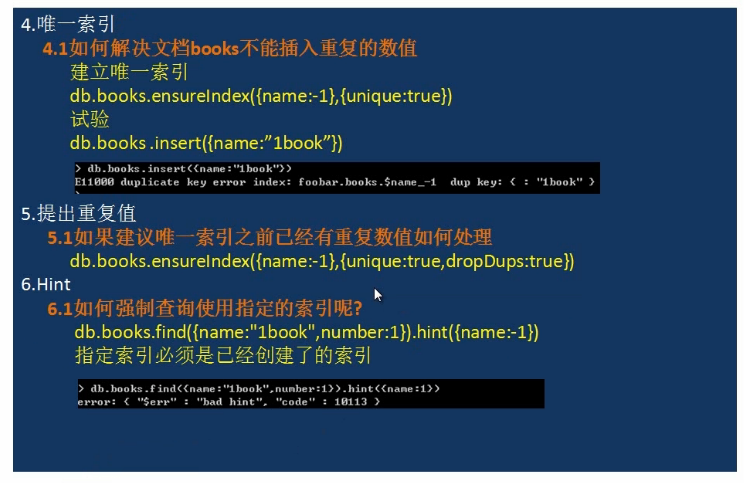 4.唯一索引
4.1如何解决文档books不能插入重复的数值
建立唯一索引
db.books.ensureIndex({name:-1},{unique:true})
试验
db.books .insert({name:”1book”})
> db.books.insert({name:"1book"})
E11000 duplicate key error index: foobar.books.$name_-1  dup key: { : "1book" }
5.提出重复值
5.1如果建议唯一索引之前已经有重复数值如何处理
db.books.ensureIndex({name:-1},{unique:true,dropDups:true})
6.Hint
6.1如何强制查询使用指定的索引呢?
db.books.find({name:"1book",number:1}).hint({name:-1})
指定索引必须是已经创建了的索引
> db.books.find({name:"1book",number:1}).hint({name:1})
error: { "$err" : "bad hint", "code" : 10113 }